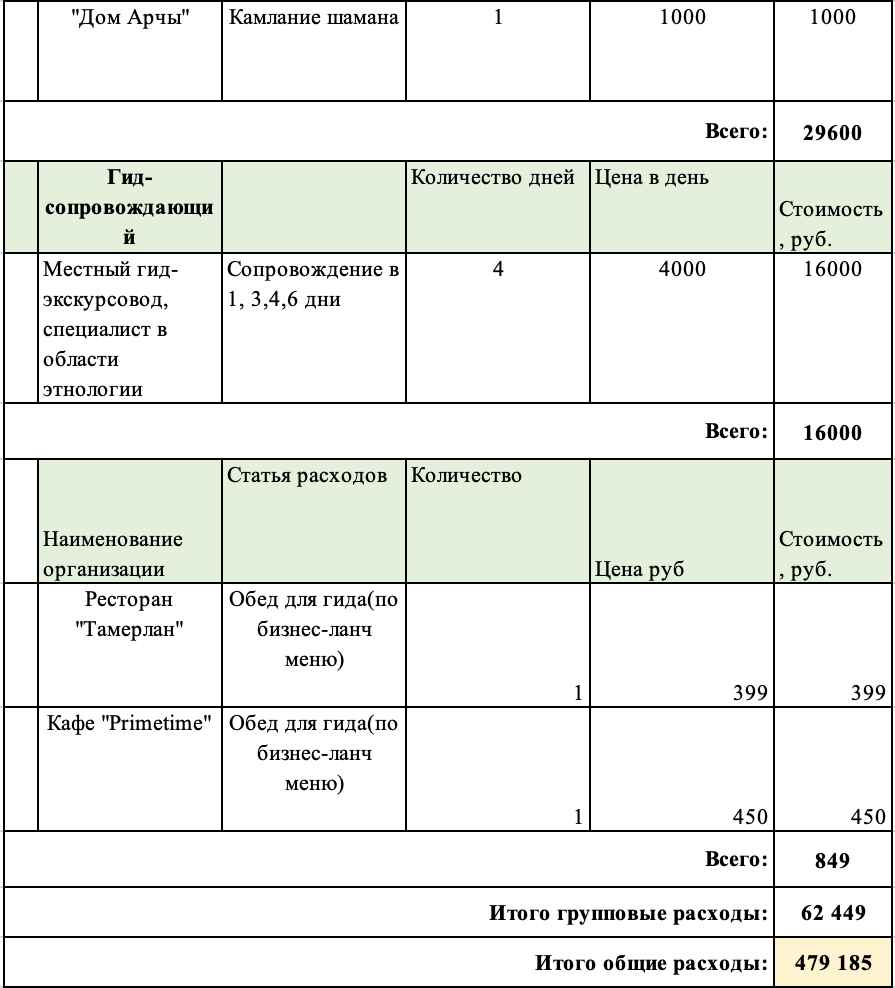 "Дом Арчы" Камлание шамана 1 1000 1000
Всего: 29600
Гид- Количество дней Цена в день
сопровождающи Стоимость
й , руб.
Местный гид- Сопровождение в 4 4000 16000
экскурсовод, 1, 3,4,6 дни
специалист в
области
этнологии
Всего: 16000
Статья расходов Количество
Наименование Стоимость
организации Цена руб , руб.
Ресторан Обед для гида(по
"Тамерлан" бизнес-ланч
меню)
1 399 399
Кафе "Primetime" Обед для гида(по
бизнес-ланч
меню)
1 450 450
Всего: 849
Итого групповые расходы: 62 449
Итого общие расходы: 479 185